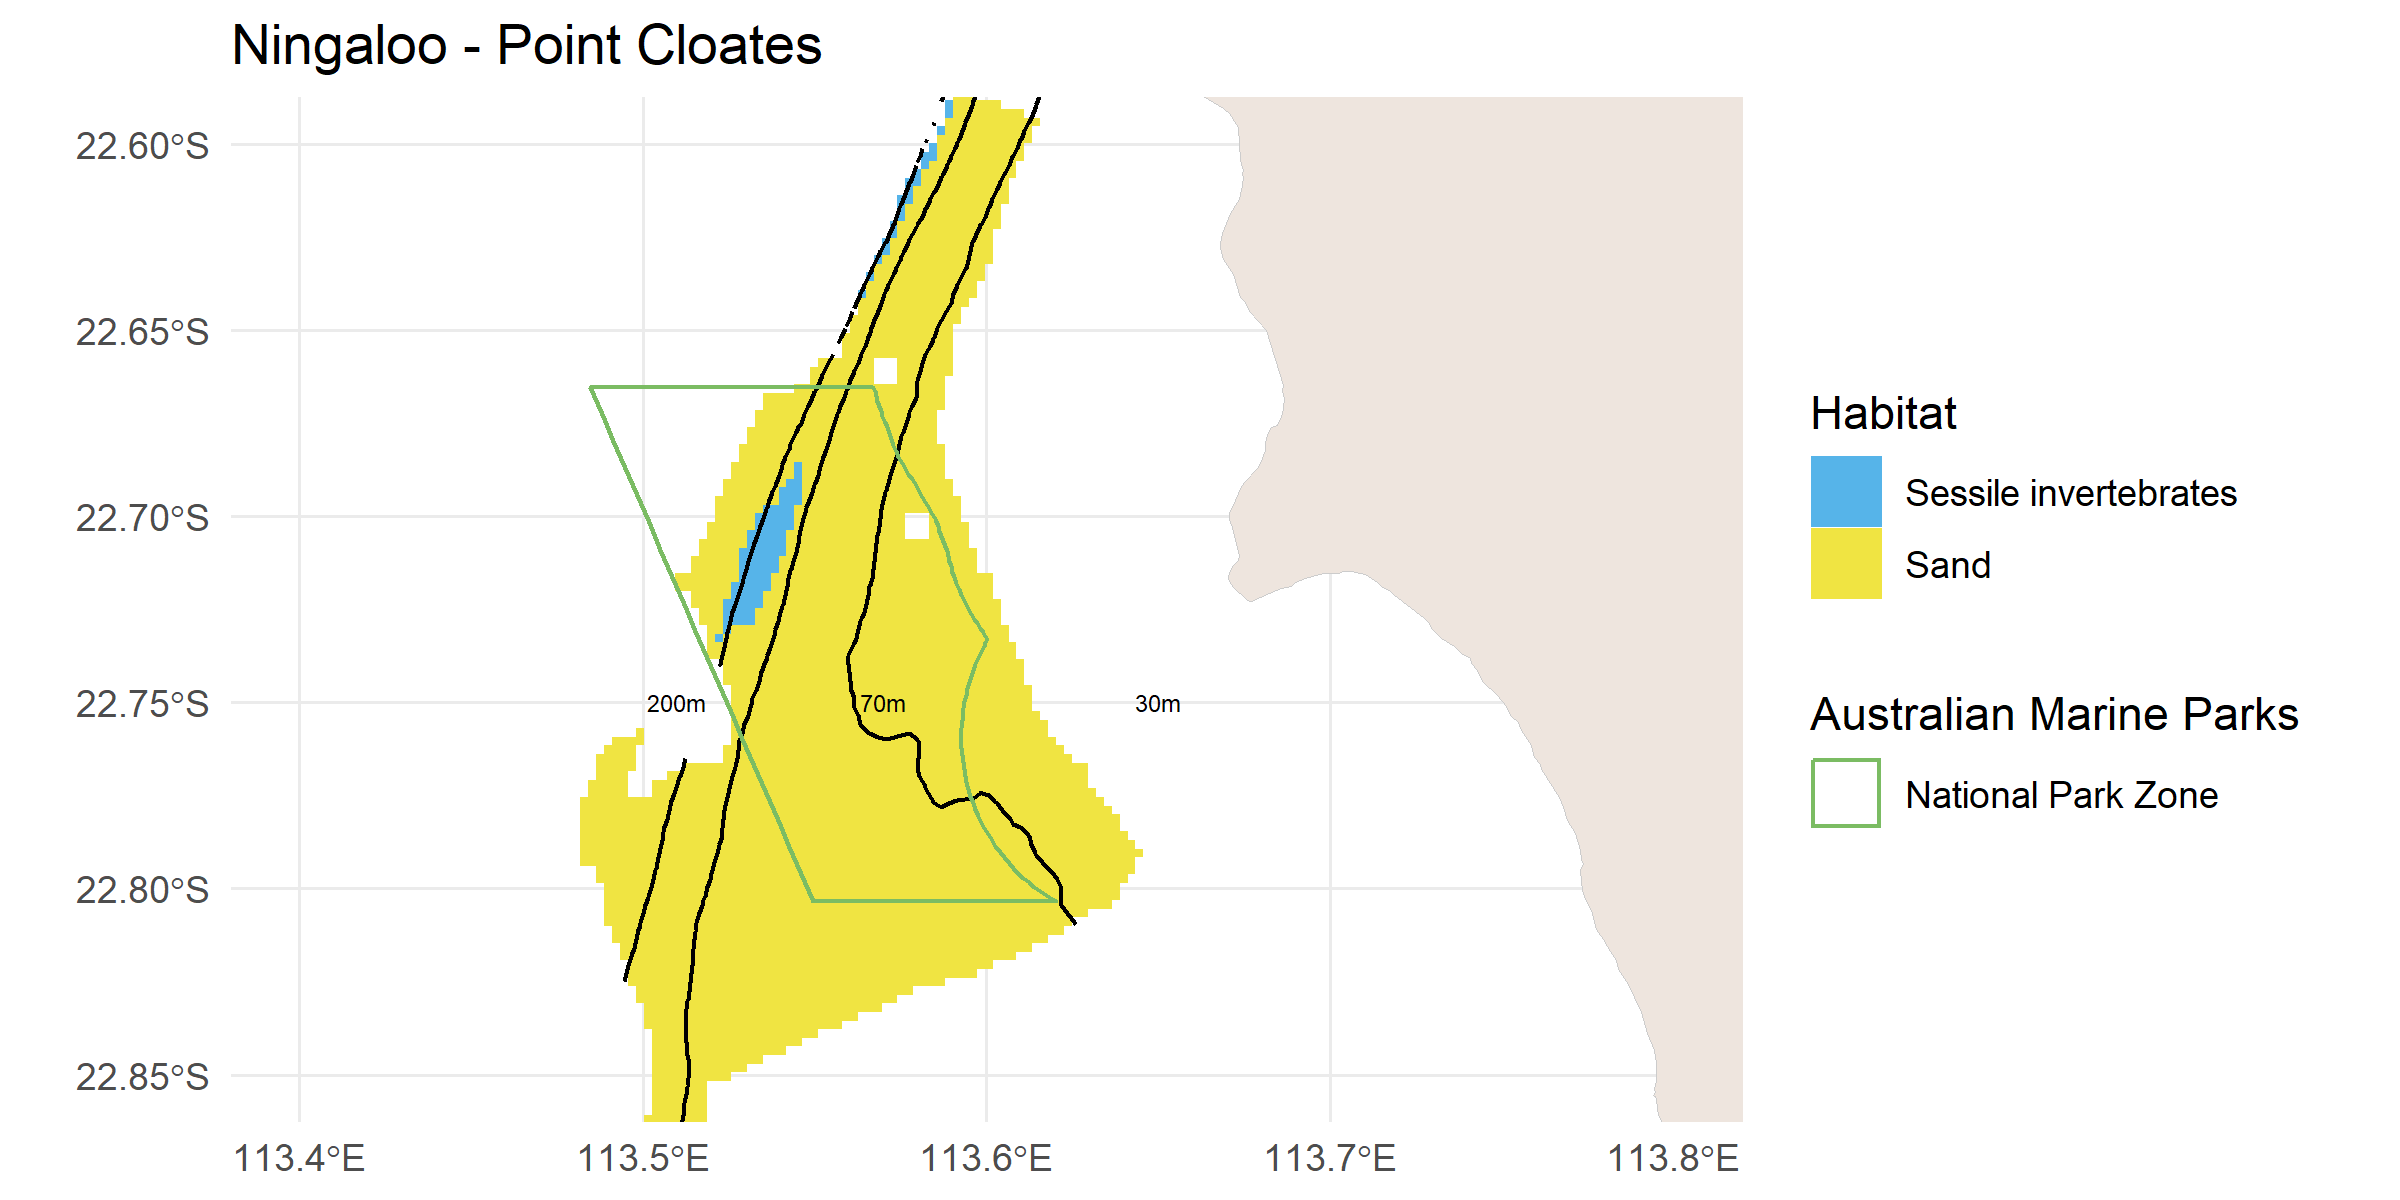 Ningaloo - Point Cloates
22.60°S
22.65°S
22.70°S
22.75°S
22.80°S
22.85°S
200m
70m
30m
113.4°E
113.5°E
113.6°E
113.7°E
113.8°E
Habitat
Sessile invertebrates
Sand
Australian Marine Parks
National Park Zone